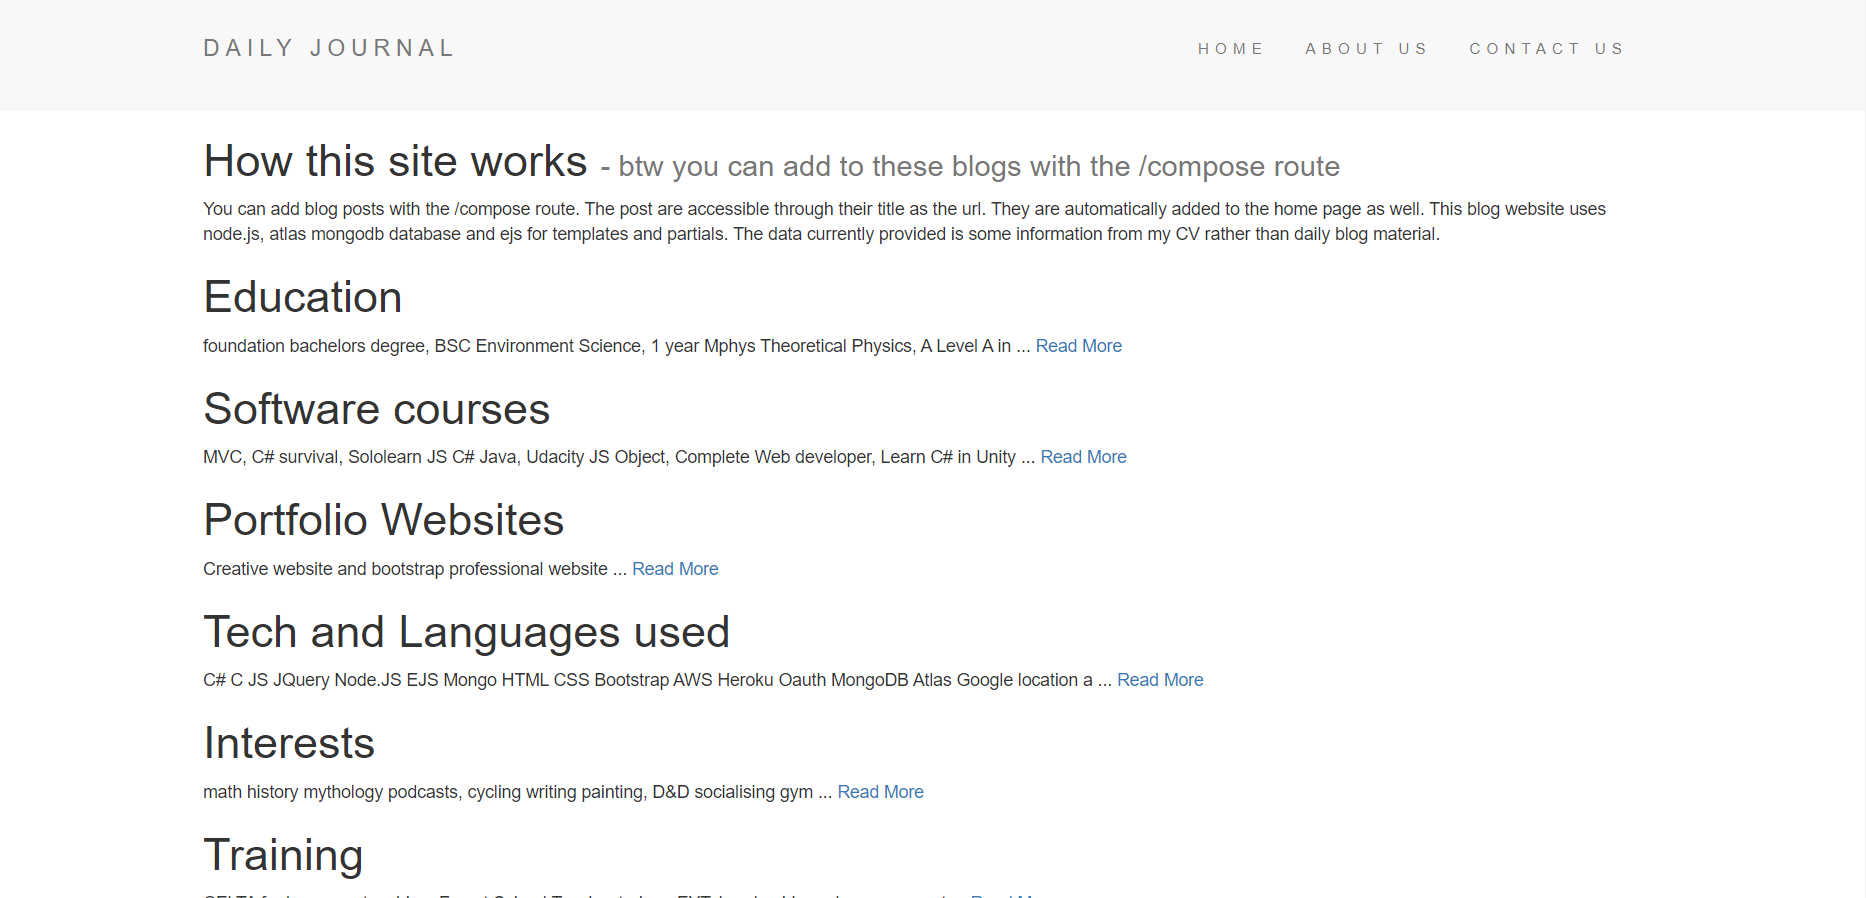 DAILY JOURNAL
HOME ABOUT US CONTACT US
How this site works - btw you can add to these blogs with the /compose route
You can add blog posts with the /compose route. The post are accessible through their title as the url. They are automatically added to the home page as well. This blog website uses
node.js, atlas mongodb database and ejs for templates and partials. The data currently provided is some information from my CV rather than daily blog material.
Education
foundation bachelors degree, BSC Environment Science, 1 year Mphys Theoretical Physics, A Level A in ... Read More
Software courses
MVC, C# survival, Sololearn JS C# Java, Udacity JS Object, Complete Web developer, Learn C# in Unity ... Read More
Portfolio Websites
Creative website and bootstrap professional website ... Read More
Tech and Languages used
C# C JS JQuery Node.JS EJS Mongo HTML CSS Bootstrap AWS Heroku Oauth MongoDB Atlas Google location a ... Read More
Interests
math history mythology podcasts, cycling writing painting, D&D socialising gym ... Read More
Training